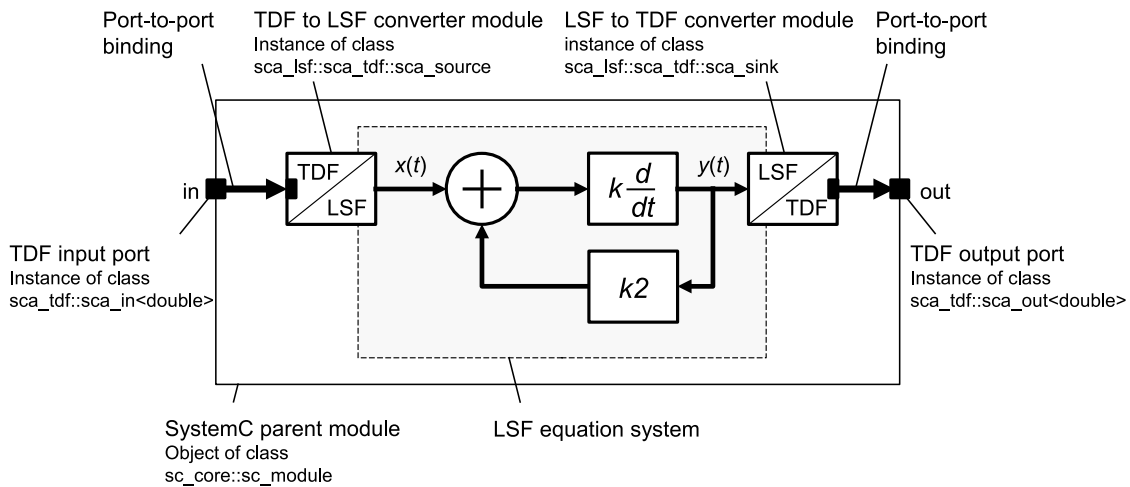 Port-to-port
binding
TDF to LSF converter module
Instance of class
sca_lsf::sca_tdf::sca_source
LSF to TDF converter module
instance of class
sca_lsf::sca_tdf::sca_sink
Port-to-port
binding
in
TDF
LSF
x(t)
+
k d/dt
y(t)
LSF
TDF
out
k2
TDF input port
Instance of class
sca_tdf::sca_in<double>
TDF output port
Instance of class
sca_tdf::sca_out<double>
SystemC parent module
Object of class
sc_core::sc_module
LSF equation system